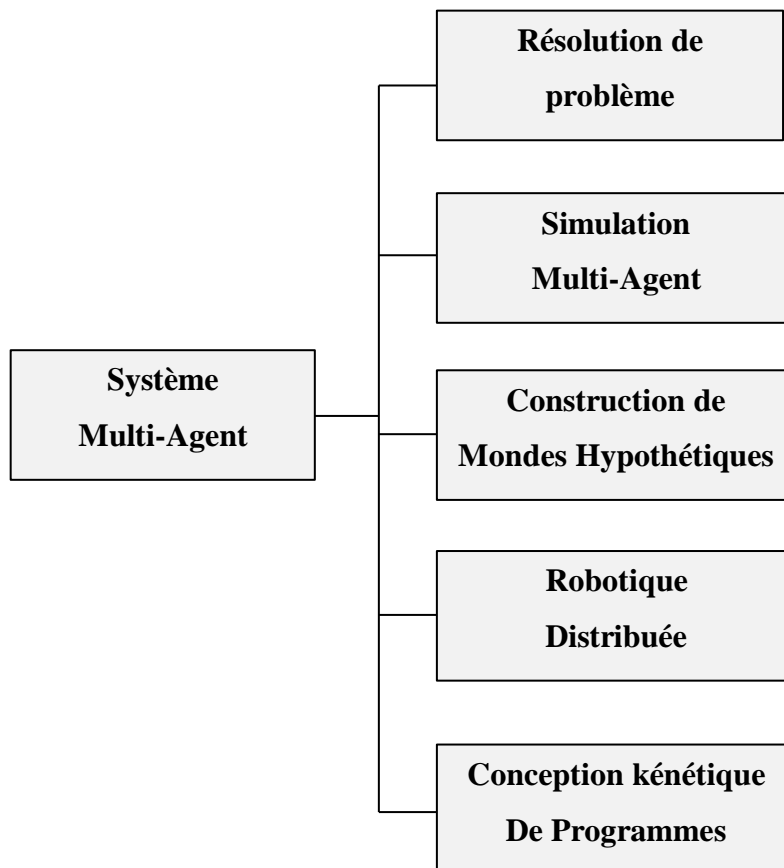 Résolution de
problème
Simulation
Multi-Agent
Système
Multi-Agent
Construction de
Mondes Hypothétiques
Robotique
Distribuée
Conception kénétique
De Programmes